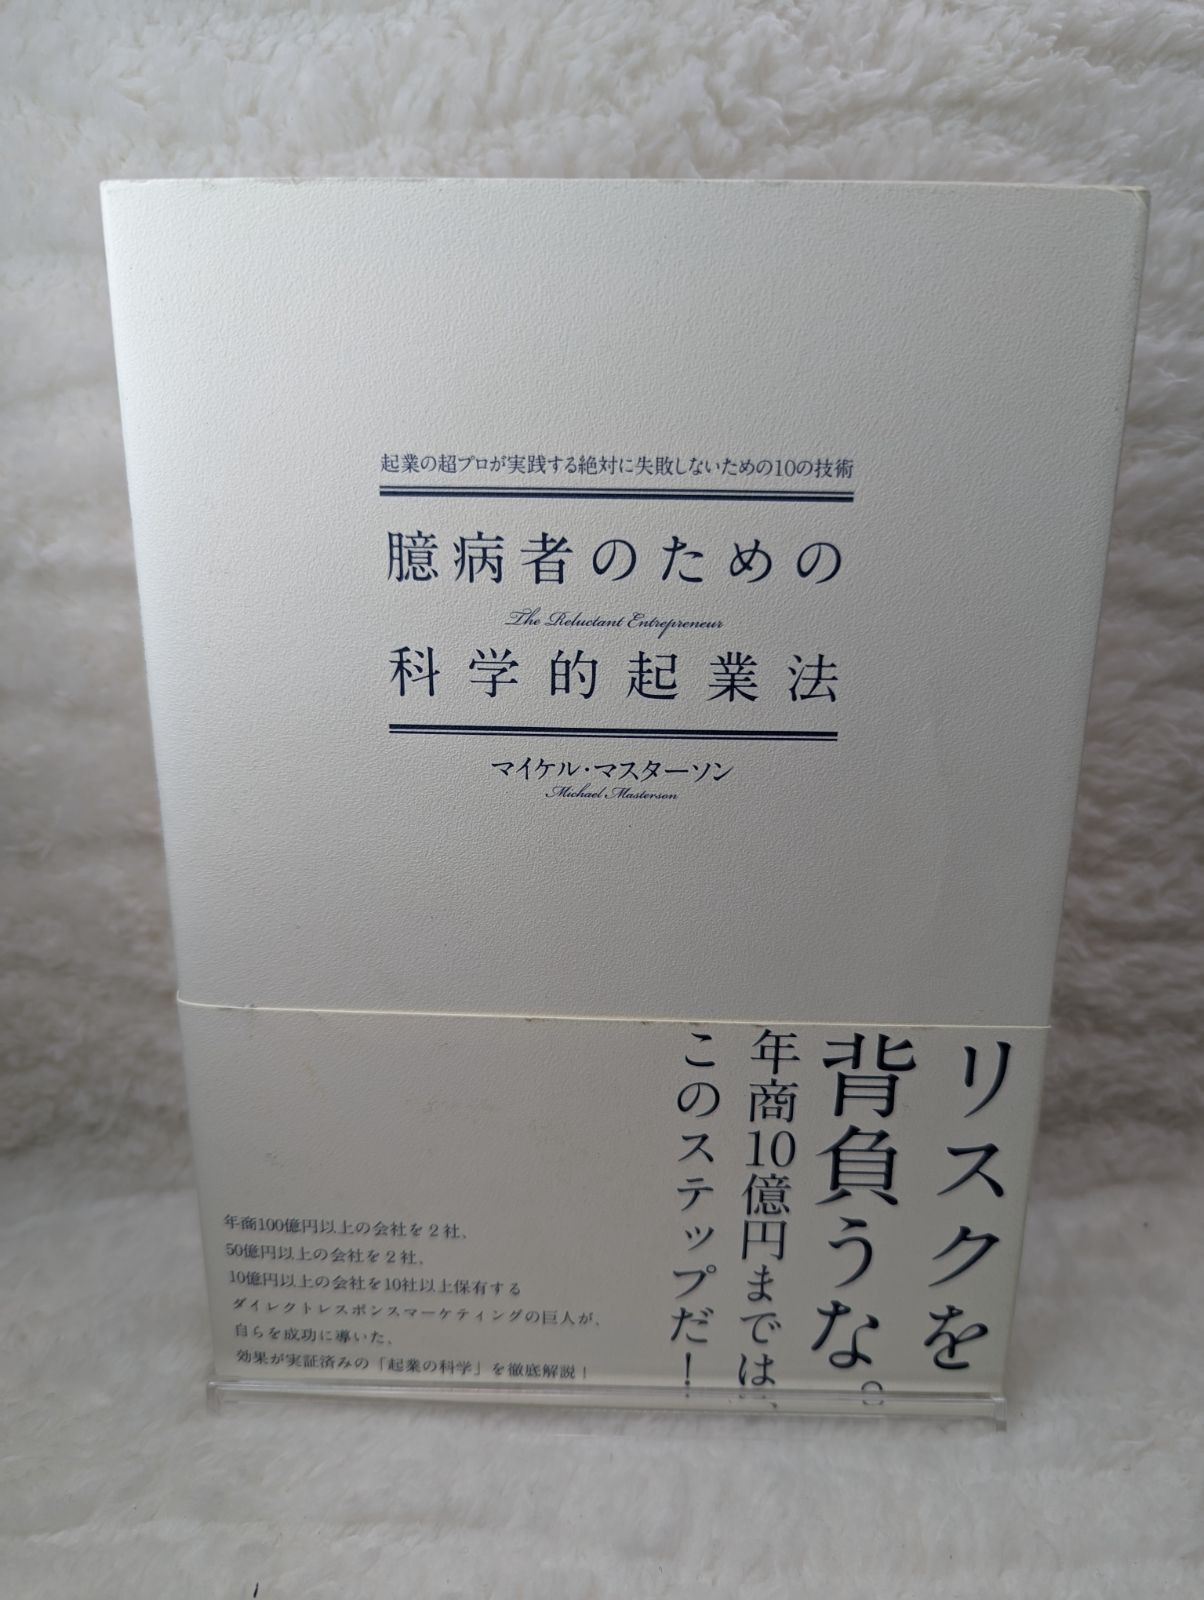 起業の超プロが実践する絶対に失敗しないための10の技術
臆病者のための
The Reluctant Entrepreneur
科学的起業法
マイケル・マスターソン
Michael Masterson
リスクを
背負うな。
年商10億円までは、
このステップだ！
年商100億円以上の会社を2社、
50億円以上の会社を2社、
10億円以上の会社を10社以上保有する
ダイレクトレスポンスマーケティングの巨人が、
自らを成功に導いた、
効果が実証済みの「起業の科学」を徹底解説！